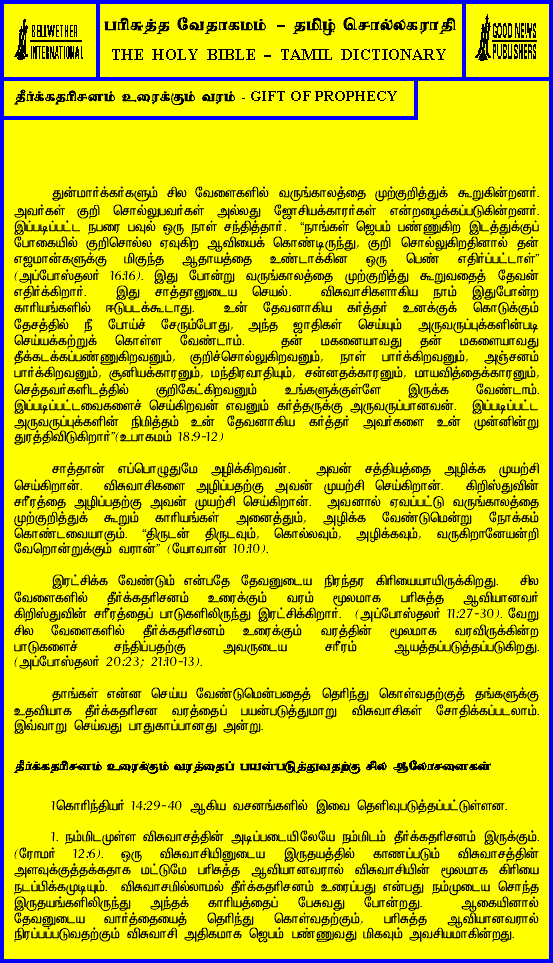 BELLWETHER
INTERNATIONAL
பரிசுத்த வேதாகமம் – தமிழ் சொல்லகராதி
THE HOLY BIBLE – TAMIL DICTIONARY
GOOD NEWS
PUBLISHERS
தீர்க்கதரிசனம் உரைக்கும் வரம் - GIFT OF PROPHECY
துன்மார்க்கர்களும் சில வேளைகளில் வருங்காலத்தை முற்குறித்துக் கூறுகின்றனர்.
அவர்கள் குறி சொல்லுபவர்கள் அல்லது ஜோசியக்காரர்கள் என்றழைக்கப்படுகின்றனர்.
இப்படிப்பட்ட நபரை பவுல் ஒரு நாள் சந்தித்தார். “நாங்கள் ஜெபம் பண்ணுகிற இடத்துக்குப்
போகையில் குறிசொல்ல ஏவுகிற ஆவியைக் கொண்டிருந்து, குறி சொல்லுகிறதினால் தன்
எஜமான்களுக்கு மிகுந்த ஆதாயத்தை உண்டாக்கின ஒரு பெண் எதிர்ப்பட்டாள்”
(அப்போஸ்தலர் 16:16). இது போன்று வருங்காலத்தை முற்குறித்து கூறுவதைத் தேவன்
எதிர்க்கிறார். இது சாத்தானுடைய செயல். விசுவாசிகளாகிய நாம் இதுபோன்ற
காரியங்களில் ஈடுபடக்கூடாது. உன் தேவனாகிய கர்த்தர் உனக்குக் கொடுக்கும்
தேசத்தில் நீ போய்ச் சேரும்போது, அந்த ஜாதிகள் செய்யும் அருவருப்புக்களின்படி
செய்யக்கற்றுக் கொள்ள வேண்டாம். தன் மகனையாவது தன் மகளையாவது
தீக்கடக்கப்பண்ணுகிறவனும், குறிச்சொல்லுகிறவனும், நாள் பார்க்கிறவனும், அஞ்சனம்
பார்க்கிறவனும், சூனியக்காரனும், மந்திரவாதியும், சன்னதக்காரனும், மாயவித்தைக்காரனும்,
செத்தவர்களிடத்தில் குறிகேட்கிறவனும் உங்களுக்குள்ளே இருக்க வேண்டாம்.
இப்படிப்பட்டவைகளைச் செய்கிறவன் எவனும் கர்த்தருக்கு அருவருப்பானவன். இப்படிப்பட்ட
அருவருப்புக்களின் நிமித்தம் உன் தேவனாகிய கர்த்தர் அவர்களை உன் முன்னின்று
துரத்திவிடுகிறார்”(உபாகமம் 18:9-12)
சாத்தான் எப்பொழுதுமே அழிக்கிறவன். அவன் சத்தியத்தை அழிக்க முயற்சி
செய்கிறான். விசுவாசிகளை அழிப்பதற்கு அவன் முயற்சி செய்கிறான். கிறிஸ்துவின்
சரீரத்தை அழிப்பதற்கு அவன் முயற்சி செய்கிறான். அவனால் ஏவப்பட்டு வருங்காலத்தை
முற்குறித்துக் கூறும் காரியங்கள் அனைத்தும், அழிக்க வேண்டுமென்று நோக்கம்
கொண்டவையாகும். “திருடன் திருடவும், கொல்லவும், அழிக்கவும், வருகிறானேயன்றி
வேறொன்றுக்கும் வரான்” (யோவான் 10:10).
இரட்சிக்க வேண்டும் என்பதே தேவனுடைய நிரந்தர கிரியையாயிருக்கிறது. சில
வேளைகளில் தீர்க்கதரிசனம் உரைக்கும் வரம் மூலமாக பரிசுத்த ஆவியானவர்
கிறிஸ்துவின் சரீரத்தைப் பாடுகளிலிருந்து இரட்சிக்கிறார். (அப்போஸ்தலர் 11:27-30). வேறு
சில வேளைகளில் தீர்க்கதரிசனம் உரைக்கும் வரத்தின் மூலமாக வரவிருக்கின்ற
பாடுகளைச் சந்திப்பதற்கு அவருடைய சரீரம் ஆயத்தப்படுத்தப்படுகிறது.
(அப்போஸ்தலர் 20:23; 21:10-13).
தாங்கள் என்ன செய்ய வேண்டுமென்பதைத் தெரிந்து கொள்வதற்குத் தங்களுக்கு
உதவியாக தீர்க்கதரிசன வரத்தைப் பயன்படுத்துமாறு விசுவாசிகள் சோதிக்கப்படலாம்.
இவ்வாறு செய்வது பாதுகாப்பானது அன்று.
தீர்க்கதரிசனம் உரைக்கும் வரத்தைப் பயன்படுத்துவதற்கு சில ஆலோசனைகள்
1கொரிந்தியர் 14:29-40 ஆகிய வசனங்களில் இவை தெளிவுபடுத்தப்பட்டுள்ளன.
1. நம்மிடமுள்ள விசுவாசத்தின் அடிப்படையிலேயே நம்மிடம் தீர்க்கதரிசனம் இருக்கும்.
(ரோமர் 12:6). ஒரு விசுவாசியினுடைய இருதயத்தில் காணப்படும் விசுவாசத்தின்
அளவுக்குத்தக்கதாக மட்டுமே பரிசுத்த ஆவியானவரால் விசுவாசியின் மூலமாக கிரியை
நடப்பிக்கமுடியும். விசுவாசமில்லாமல் தீர்க்கதரிசனம் உரைப்பது என்பது நம்முடைய சொந்த
இருதயங்களிலிருந்து அந்தக் காரியத்தைப் பேசுவது போன்றது. ஆகையினால்
தேவனுடைய வார்த்தையைத் தெரிந்து கொள்வதற்கும், பரிசுத்த ஆவியானவரால்
நிரப்பப்படுவதற்கும் விசுவாசி அதிகமாக ஜெபம் பண்ணுவது மிகவும் அவசியமாகின்றது.